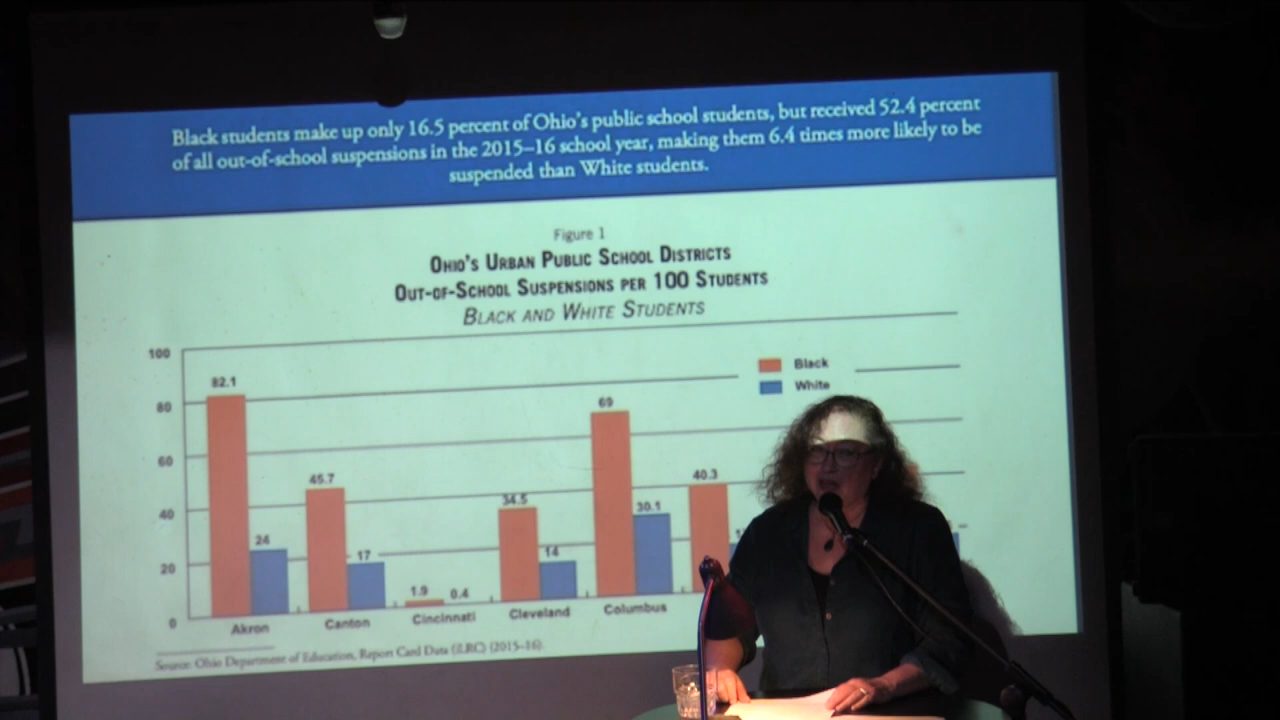 Black students make up only 16.5 percent of Ohio's public school students, but received 52.4 percent
of all out-of-school suspensions in the 2015–16 school year, making them 6.4 times more likely to be
suspended than White students.
Figure 1
OHIO'S URBAN PUBLIC SCHOOL DISTRICTS
OUT-OF-SCHOOL SUSPENSIONS PER 100 STUDENTS
BLACK AND WHITE STUDENTS
100
80
60
40
20
0
Black
White
82.1
24
45.7
17
1.9
0.4
34.5
14
69
30.1
40.3
Akron
Canton
Cincinnati
Cleveland
Columbus
Source: Ohio Department of Education, Report Card Data (iLRC) (2015-16).